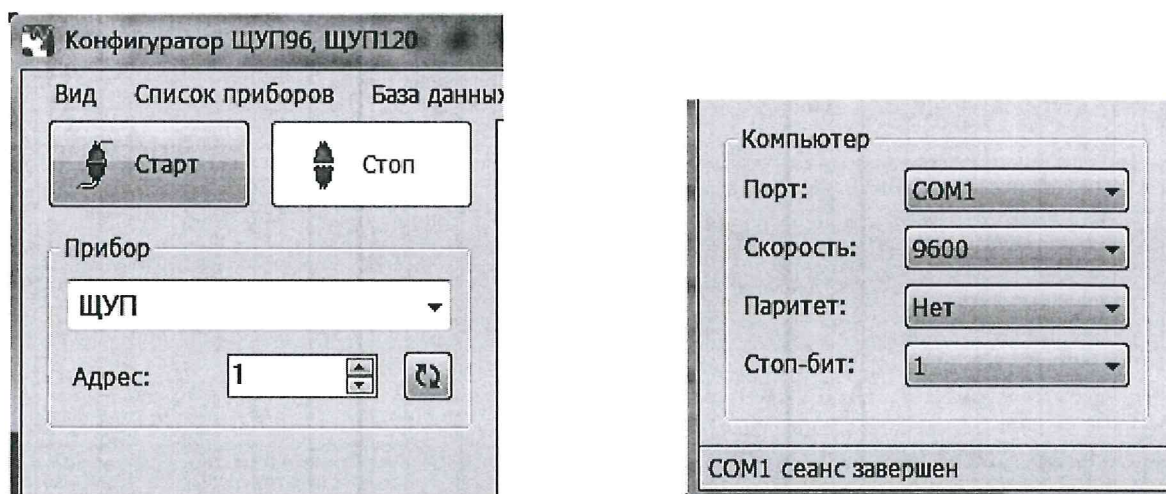 Конфигуратор ЩУП96, ЩУП120
Вид Список приборов База данных
Старт Стоп
Прибор
ЩУП
Адрес: 1
Компьютер
Порт: COM1
Скорость: 9600
Паритет: Нет
Стоп-бит: 1
COM1 сеанс завершен